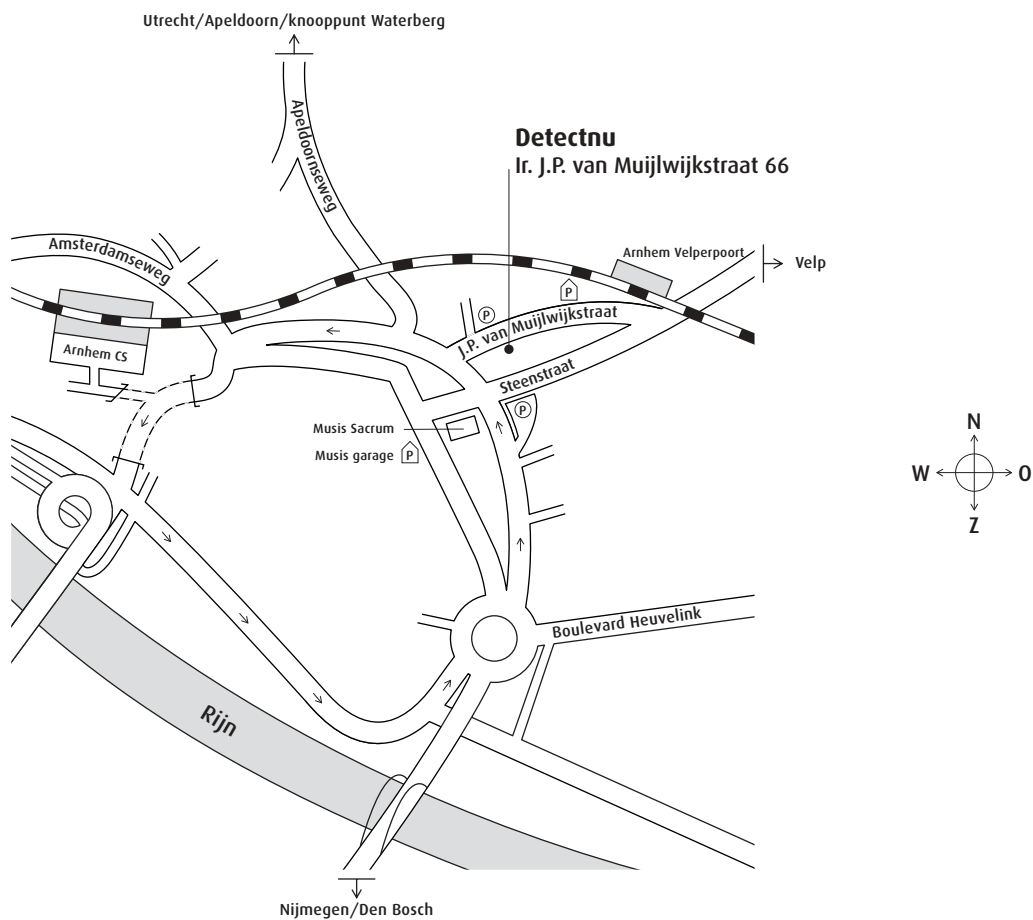 Utrecht/Apeldoorn/knooppunt Waterberg
Apeldoornseweg
Detectnu
Ir. J.P. van Muijlwijkstraat 66
Amsterdamseweg
Arnhem Velperpoort
Velp
P
P
J.P. van Muijlwijkstraat
Arnhem CS
Steenstraat
P
Musis Sacrum
Musis garage P
N
W O
Z
Boulevard Heuvelink
Rijn
Nijmegen/Den Bosch